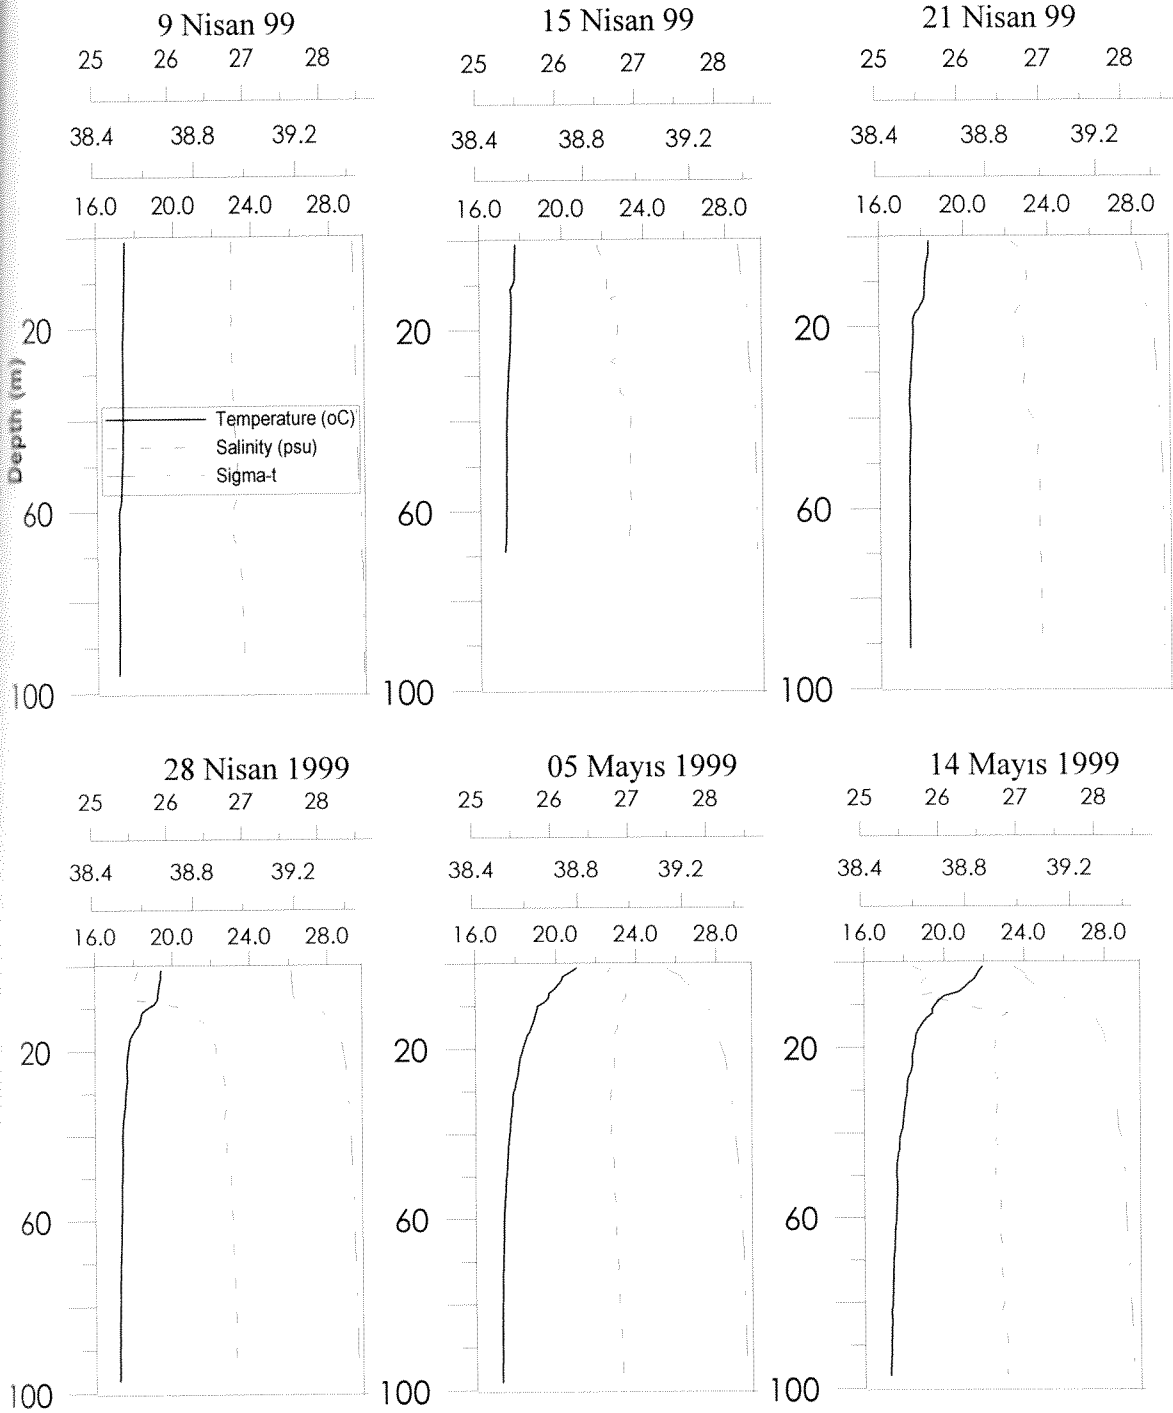 9 Nisan 99
25 26 27 28
38.4 38.8 39.2
16.0 20.0 24.0 28.0
20
60
100
Depth (m)
Temperature (oC)
Salinity (psu)
Sigma-t
15 Nisan 99
25 26 27 28
38.4 38.8 39.2
16.0 20.0 24.0 28.0
20
60
100
21 Nisan 99
25 26 27 28
38.4 38.8 39.2
16.0 20.0 24.0 28.0
20
60
100
28 Nisan 1999
25 26 27 28
38.4 38.8 39.2
16.0 20.0 24.0 28.0
20
60
100
05 Mayıs 1999
25 26 27 28
38.4 38.8 39.2
16.0 20.0 24.0 28.0
20
60
100
14 Mayıs 1999
25 26 27 28
38.4 38.8 39.2
16.0 20.0 24.0 28.0
20
60
100